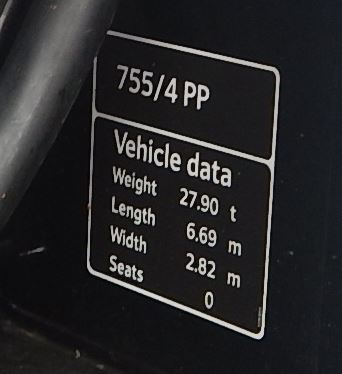 755/4 PP
Vehicle data
Weight 27.90 t
Length 6.69 m
Width 2.82 m
Seats 0